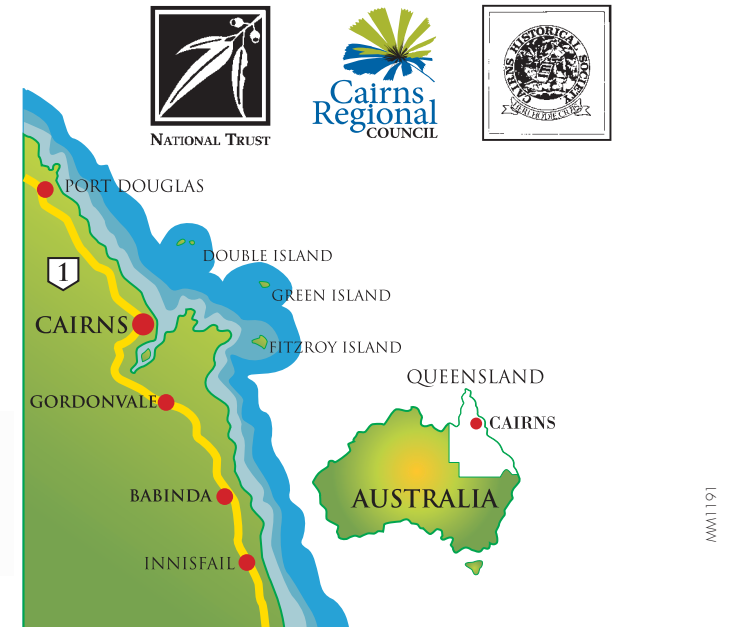 NATIONAL TRUST
Cairns
Regional
COUNCIL
CAIRNS HISTORICAL SOCIETY
PORT DOUGLAS
DOUBLE ISLAND
1
GREEN ISLAND
CAIRNS
FITZROY ISLAND
QUEENSLAND
GORDONVALE
CAIRNS
BABINDA
AUSTRALIA
INNISFAIL
MM1191